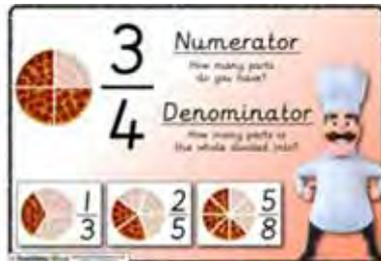 3
4
Numerator
How many parts
do you have?
Denominator
How many parts is
the whole divided into?
1
3
2
5
5
8